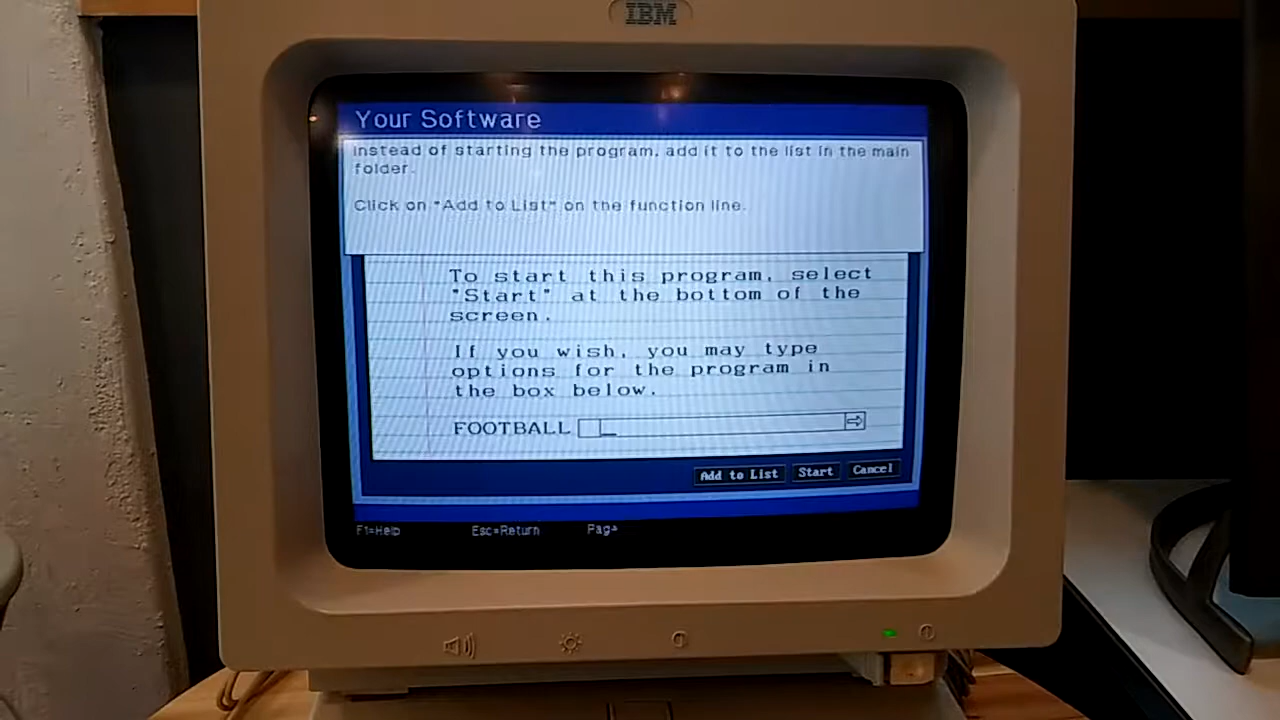 IBM
Your Software
Instead of starting the program, add it to the list in the main
folder.
Click on "Add to List" on the function line.
To start this program, select
"Start" at the bottom of the
screen.
If you wish, you may type
options for the program in
the box below.
FOOTBALL
Add to List Start Cancel
F1=Help Esc=Return